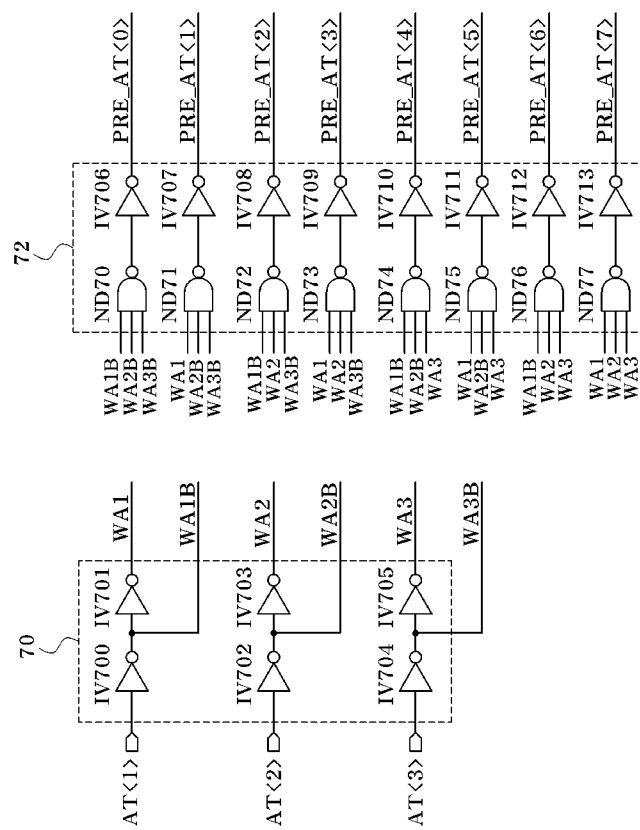 70
AT<1>
IV700
IV701
WA1
WA1B
AT<2>
IV702
IV703
WA2
WA2B
AT<3>
IV704
IV705
WA3
WA3B
72
WA1B
WA2B
WA3B
ND70
IV706
PRE_AT<0>
WA1
WA2B
WA3B
ND71
IV707
PRE_AT<1>
WA1B
WA2
WA3B
ND72
IV708
PRE_AT<2>
WA1
WA2
WA3B
ND73
IV709
PRE_AT<3>
WA1B
WA2B
WA3
ND74
IV710
PRE_AT<4>
WA1
WA2B
WA3
ND75
IV711
PRE_AT<5>
WA1B
WA2
WA3
ND76
IV712
PRE_AT<6>
WA1
WA2
WA3
ND77
IV713
PRE_AT<7>